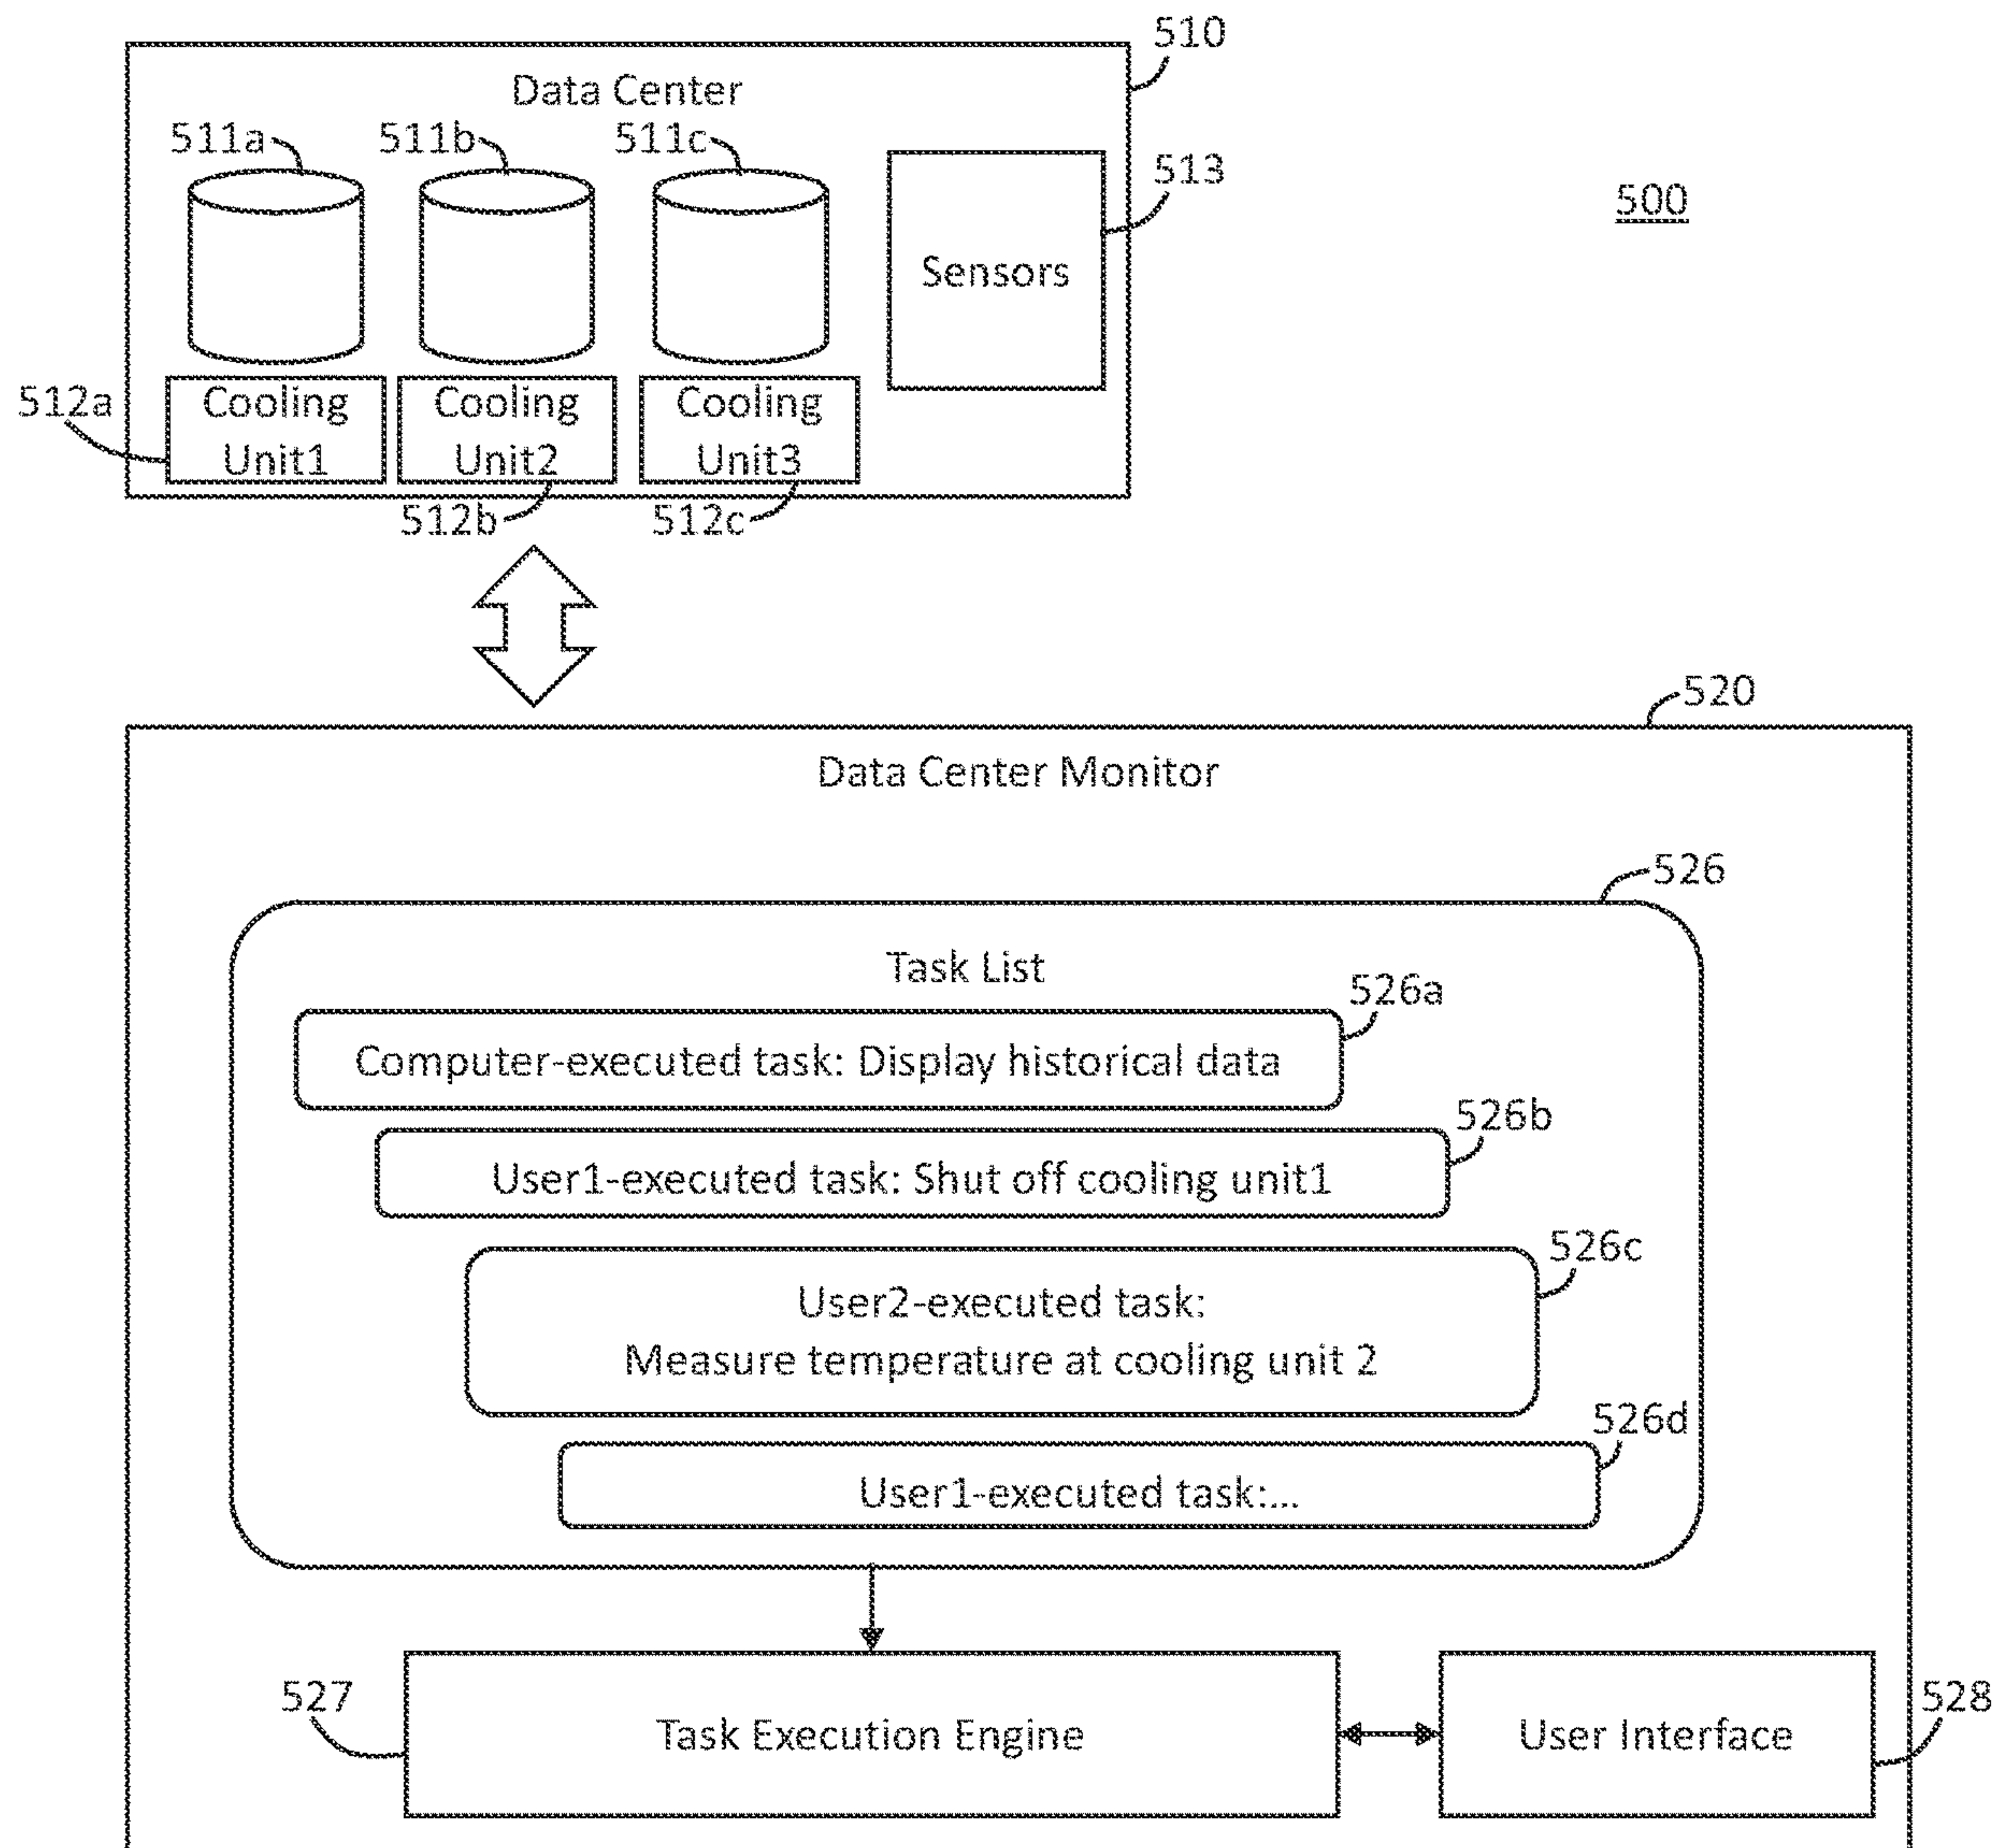 510
Data Center
511a
511b
511c
513
500
Sensors
512a
Cooling
Unit1
Cooling
Unit2
Cooling
Unit3
512b
512c
520
Data Center Monitor
526
Task List
526a
Computer-executed task: Display historical data
526b
User1-executed task: Shut off cooling unit1
526c
User2-executed task:
Measure temperature at cooling unit 2
526d
User1-executed task:...
527
Task Execution Engine
User Interface
528